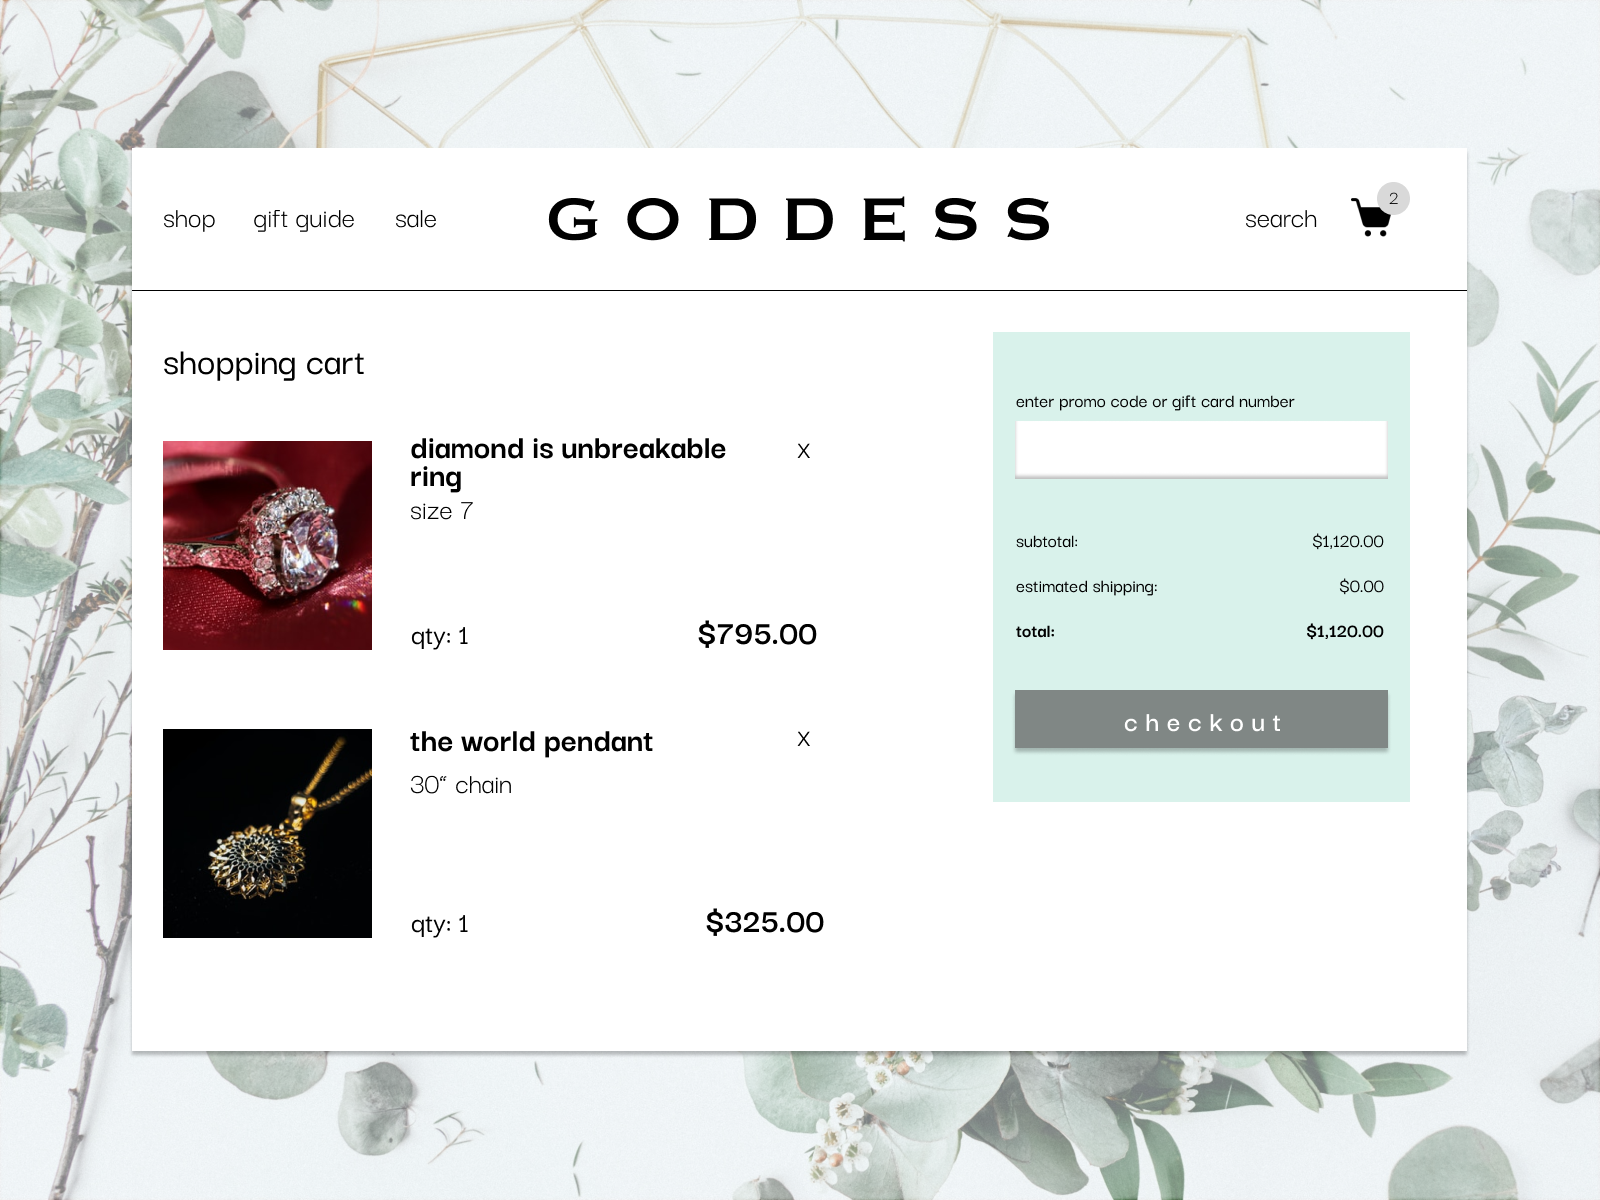 shop gift guide sale GODDESS search 2
shopping cart
diamond is unbreakable x
ring
size 7
qty: 1 $795.00
the world pendant x
30“ chain
qty: 1 $325.00
enter promo code or gift card number
subtotal: $1,120.00
estimated shipping: $0.00
total: $1,120.00
checkout